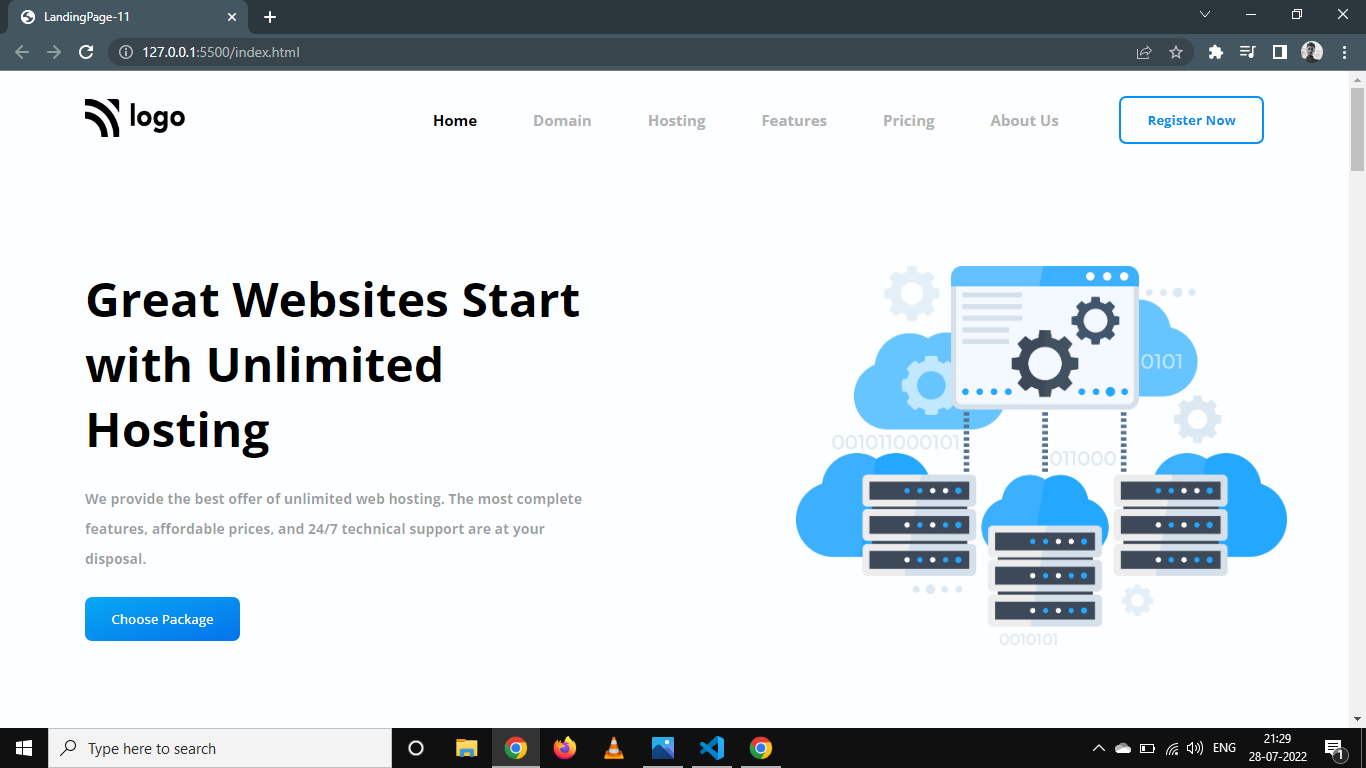 LandingPage-11
127.0.0.1:5500/index.html
logo
Home Domain Hosting Features Pricing About Us Register Now
Great Websites Start
with Unlimited
Hosting
We provide the best offer of unlimited web hosting. The most complete
features, affordable prices, and 24/7 technical support are at your
disposal.
Choose Package
0101
001011000101
011000
0010101
Type here to search
ENG
21:29
28-07-2022
1